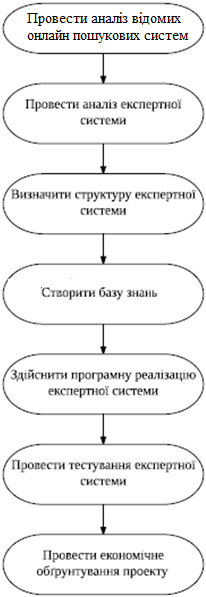 Провести аналіз відомих
онлайн пошукових систем
Провести аналіз експертної
системи
Визначити структуру експертної
системи
Створити базу знань
Здійснити програмну реалізацію
експертної системи
Провести тестування експертної
системи
Провести економічне
обґрунтування проекту